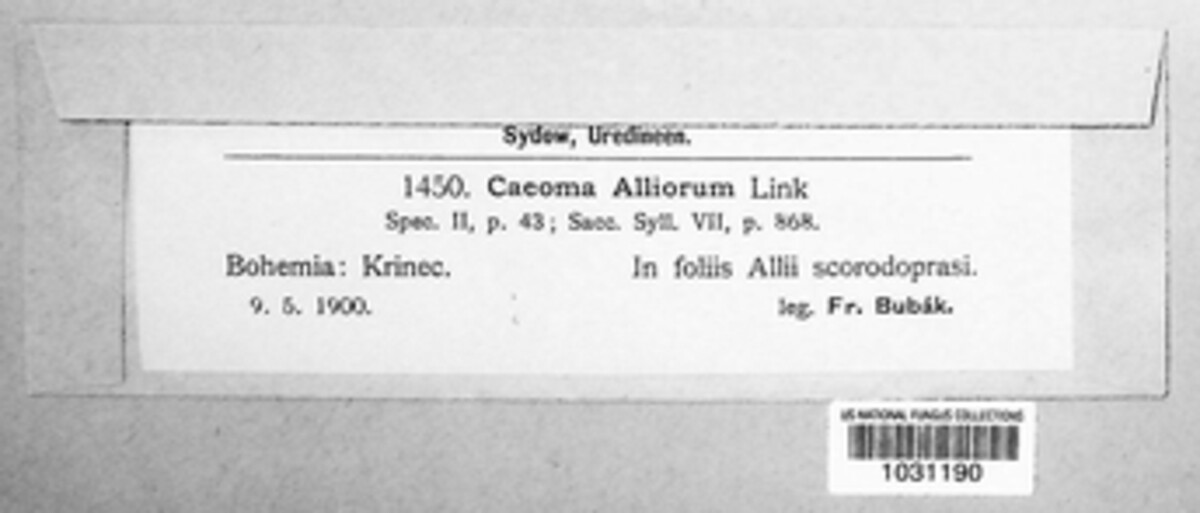 Sydow, Uredineen.
1450. Caeoma Alliorum Link
Spec. II, p. 43; Sacc. Syll. VII, p. 868.
Bohemia: Krinec. In foliis Allii scorodoprasi.
9. 5. 1900. leg. Fr. Bubák.
US NATIONAL FUNGUS COLLECTIONS
1031190